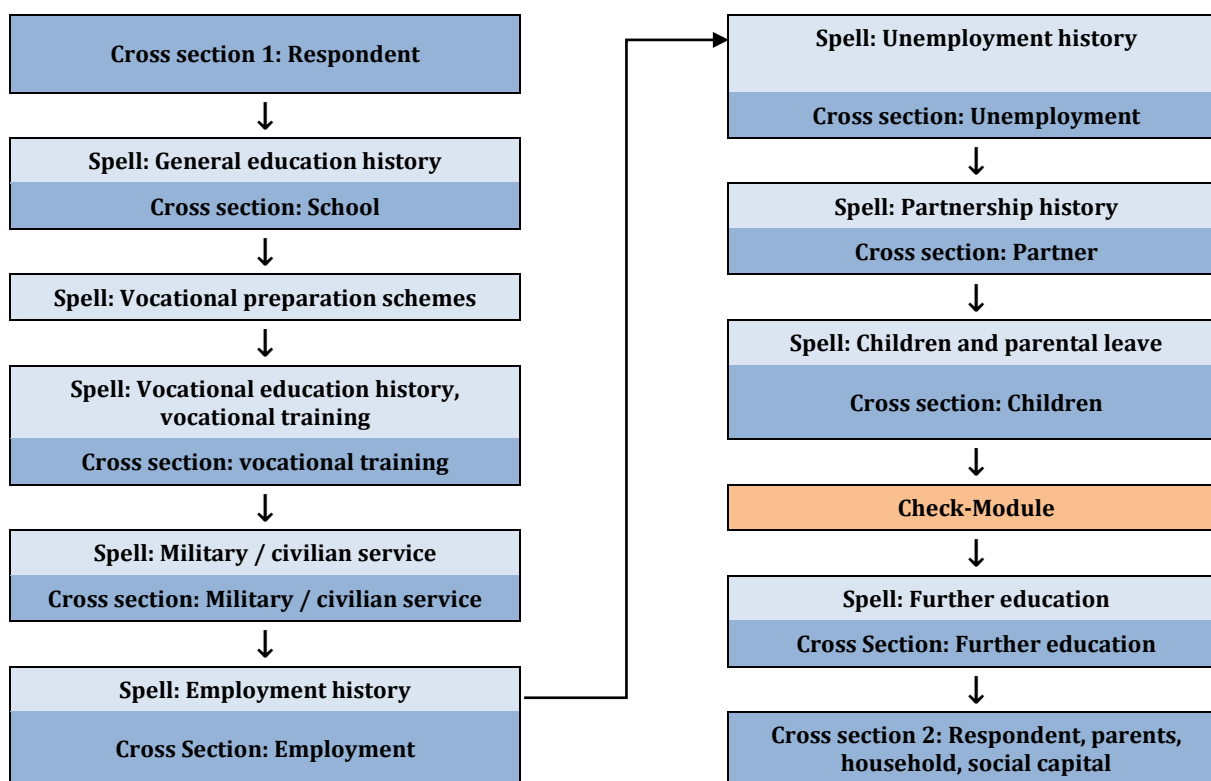 Cross section 1: Respondent
Spell: General education history
Cross section: School
Spell: Vocational preparation schemes
Spell: Vocational education history,
vocational training
Cross section: vocational training
Spell: Military / civilian service
Cross section: Military / civilian service
Spell: Employment history
Cross Section: Employment
Spell: Unemployment history
Cross section: Unemployment
Spell: Partnership history
Cross section: Partner
Spell: Children and parental leave
Cross section: Children
Check-Module
Spell: Further education
Cross Section: Further education
Cross section 2: Respondent, parents,
household, social capital